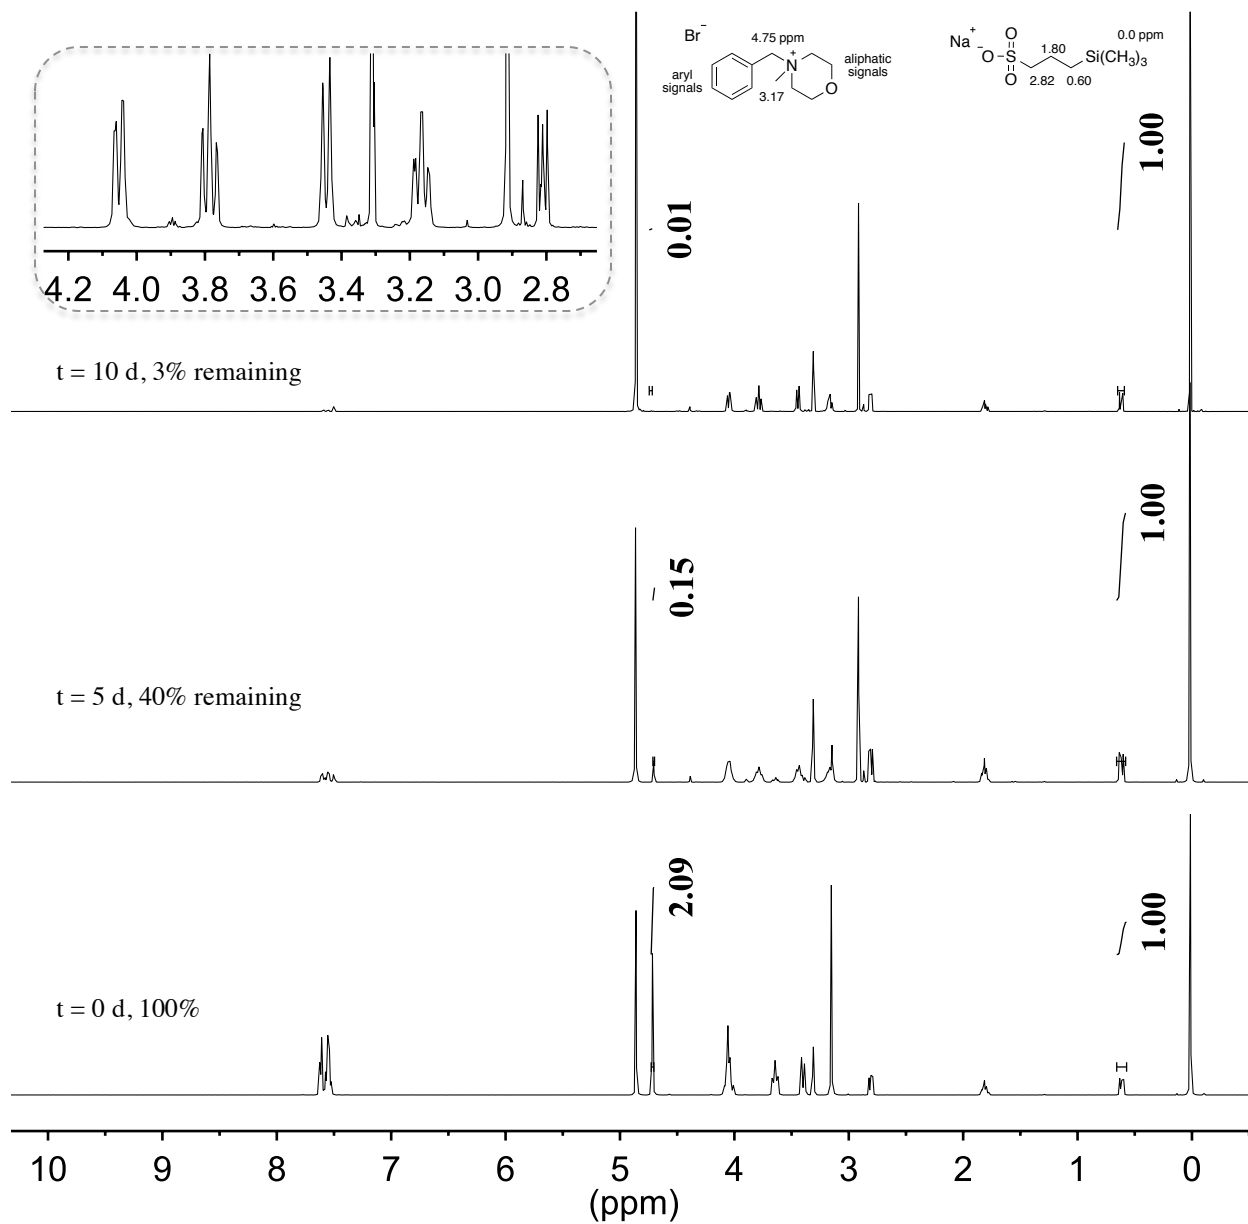 Br−
4.75 ppm
N+
O
aryl
signals
3.17
aliphatic
signals
Na+
−O
O
S
O
1.80
2.82
0.60
Si(CH3)3
0.0 ppm
4.2 4.0 3.8 3.6 3.4 3.2 3.0 2.8
0.01
1.00
t = 10 d, 3% remaining
0.15
1.00
t = 5 d, 40% remaining
2.09
1.00
t = 0 d, 100%
10 9 8 7 6 5 4 3 2 1 0
(ppm)